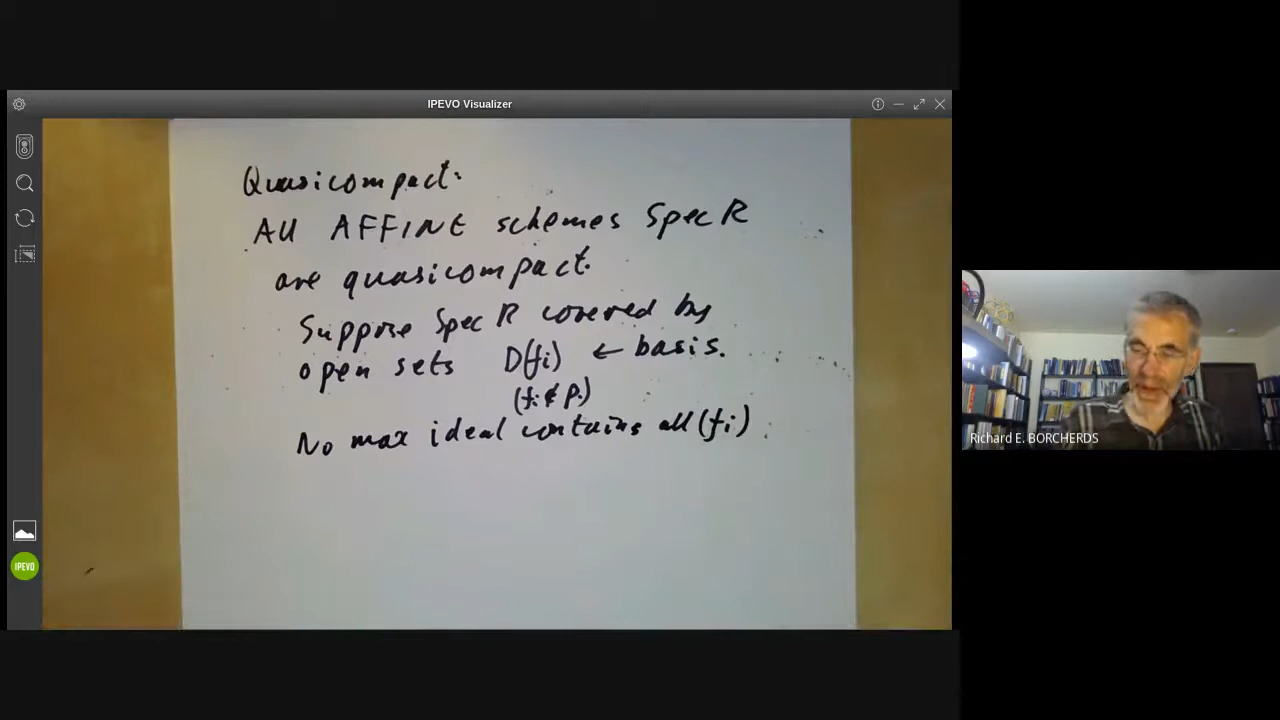 IPEVO Visualizer
Quasicompact:
All AFFINE schemes Spec R
are quasicompact.
Suppose Spec R covered by
open sets D(fi) ← basis.
(fi ∉ pi)
No max ideal contains all (fi)
Richard E. BORCHERDS
IPEVO